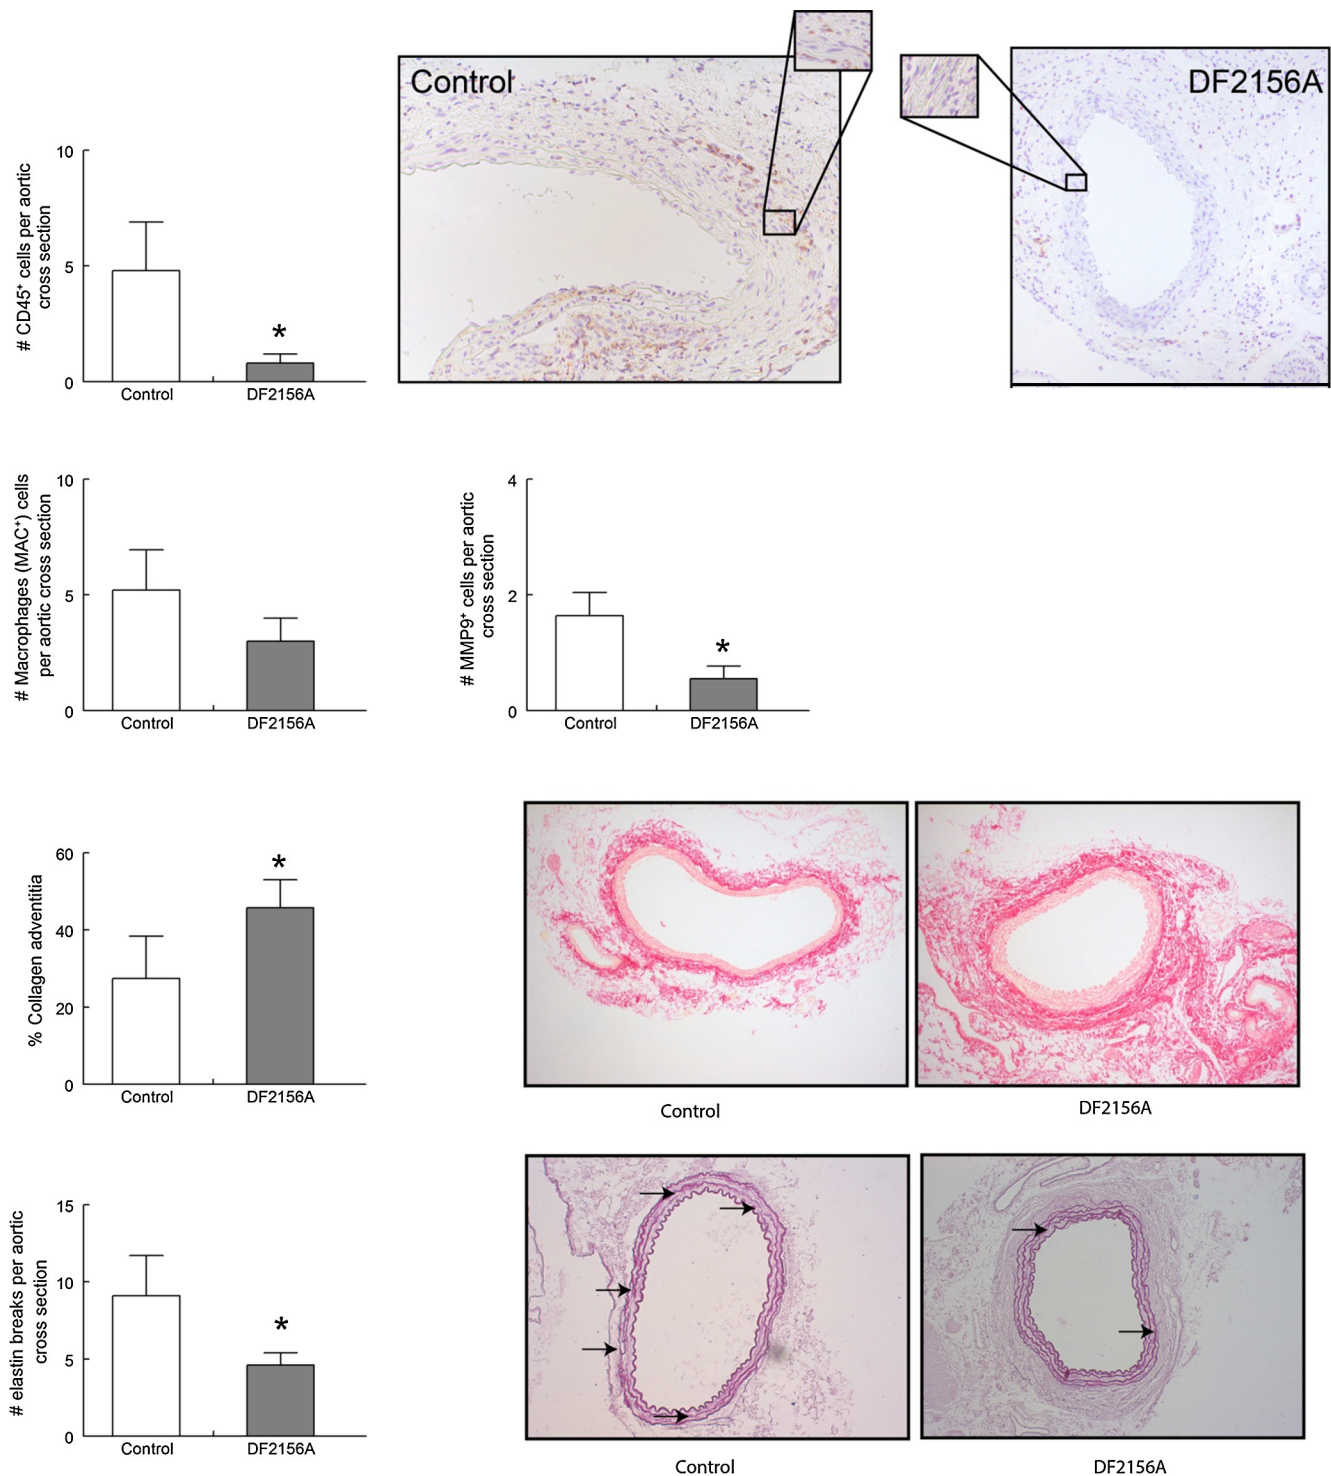 Control
DF2156A
# CD45⁺ cells per aortic
cross section
10
5
0
*
Control
DF2156A
# Macrophages (MAC⁺) cells
per aortic cross section
10
5
0
Control
DF2156A
# MMP9⁺ cells per aortic
cross section
4
2
0
*
Control
DF2156A
% Collagen adventitia
60
40
20
0
*
Control
DF2156A
Control
DF2156A
# elastin breaks per aortic
cross section
15
10
5
0
*
Control
DF2156A
Control
DF2156A